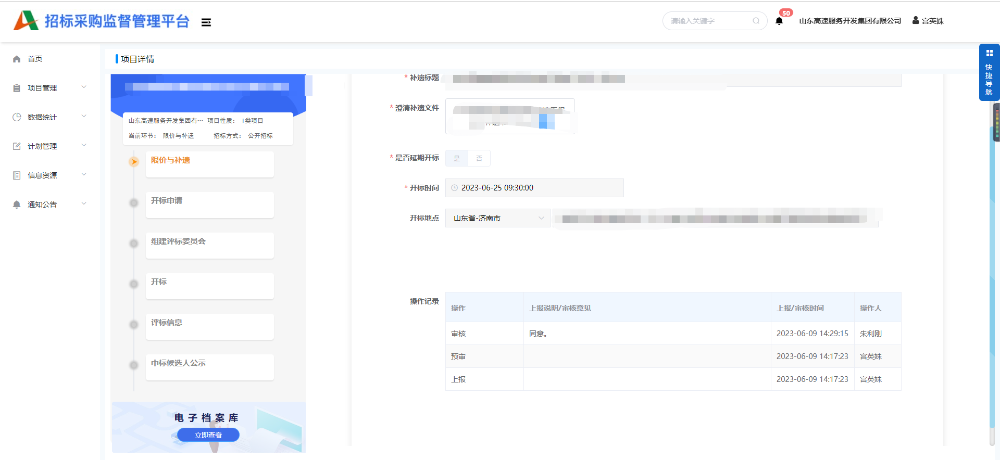 招标采购监督管理平台
请输入关键字
50
山东高速服务开发集团有限公司
宫英姝
首页
项目管理
数据统计
计划管理
信息资源
通知公告
项目详情
快捷导航
山东高速服务开发集团有… 项目性质： I类项目
当前环节： 限价与补遗 招标方式： 公开招标
限价与补遗
开标申请
组建评标委员会
开标
评标信息
中标候选人公示
电子档案库
立即查看
* 补遗标题
* 澄清补遗文件
* 是否延期开标 是 否
* 开标时间 2023-06-25 09:30:00
开标地点 山东省-济南市
操作记录
操作 上报说明/审核意见 上报/审核时间 操作人
审核 同意。 2023-06-09 14:29:15 朱利刚
预审 2023-06-09 14:17:23 宫英姝
上报 2023-06-09 14:17:23 宫英姝